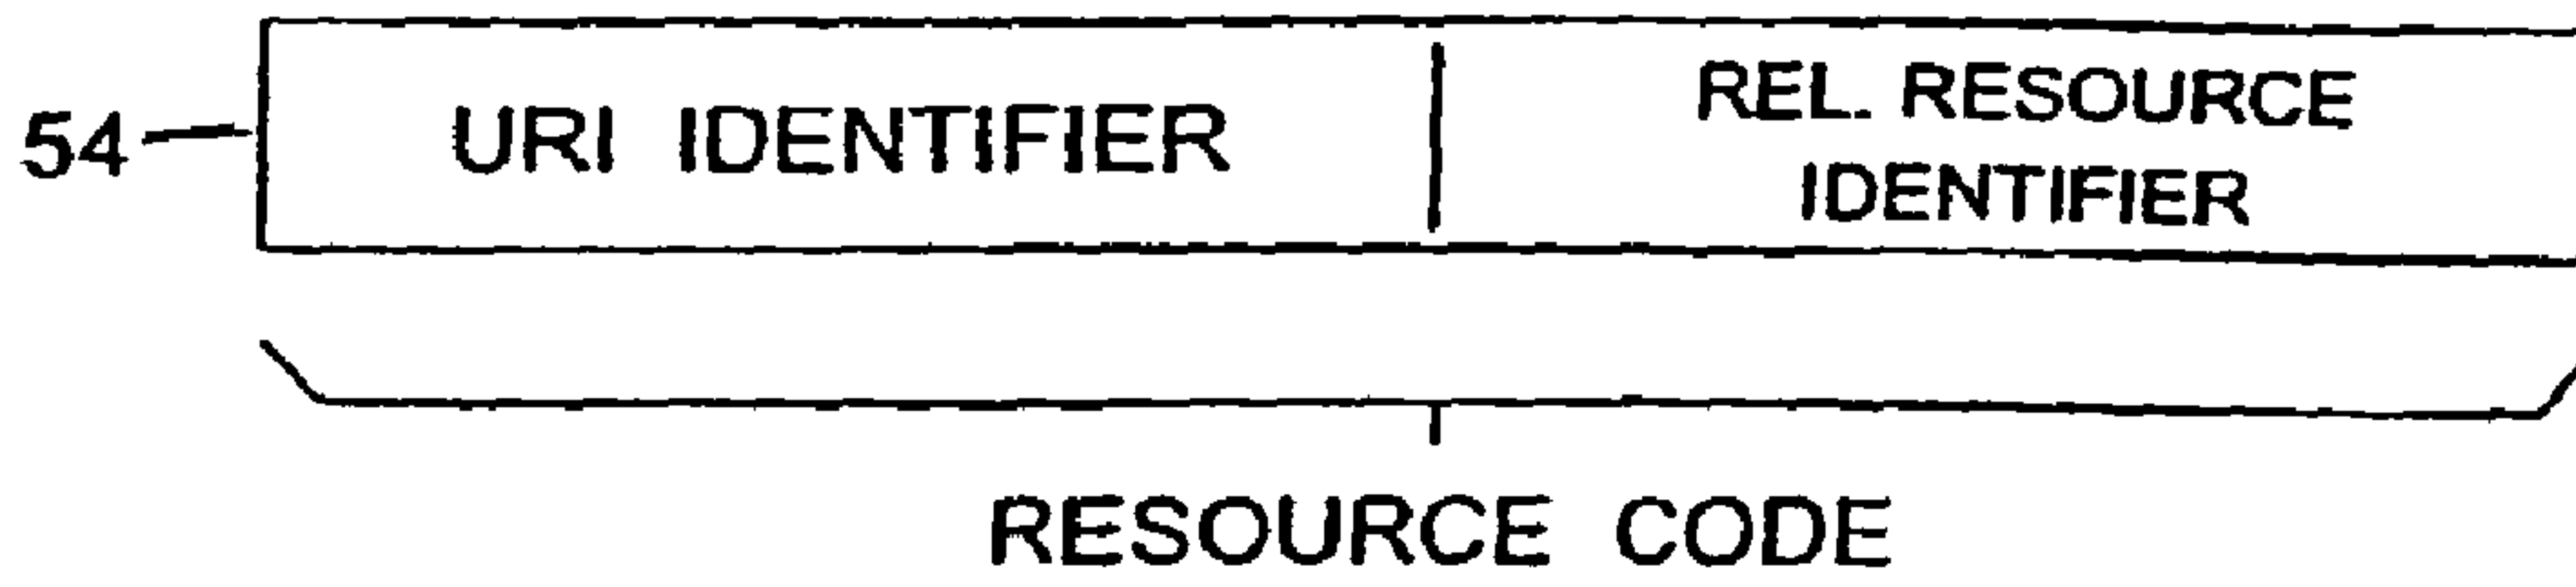 54
URI IDENTIFIER
REL. RESOURCE
IDENTIFIER
RESOURCE CODE